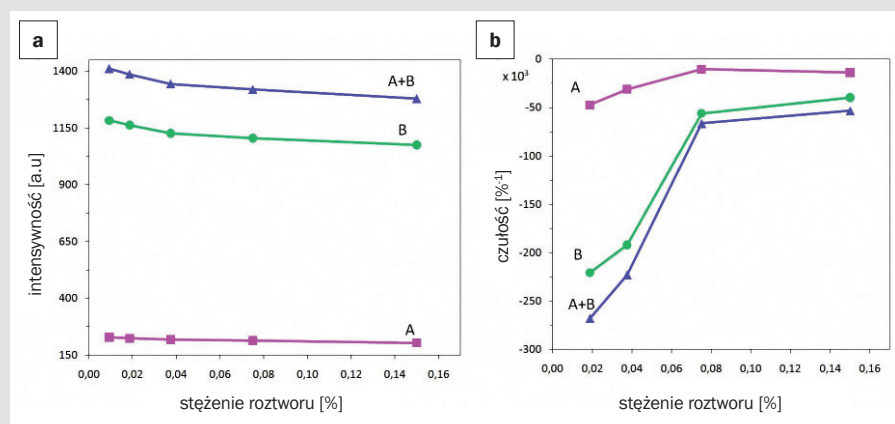 a
1400
1150
900
650
400
150
A+B
B
A
0,00 0,02 0,04 0,06 0,08 0,10 0,12 0,14 0,16
intensywność [a.u]
stężenie roztworu [%]
b
0
x 10³
-50
-100
-150
-200
-250
-300
A
B
A+B
0,00 0,02 0,04 0,06 0,08 0,10 0,12 0,14 0,16
czułość [%⁻¹]
stężenie roztworu [%]